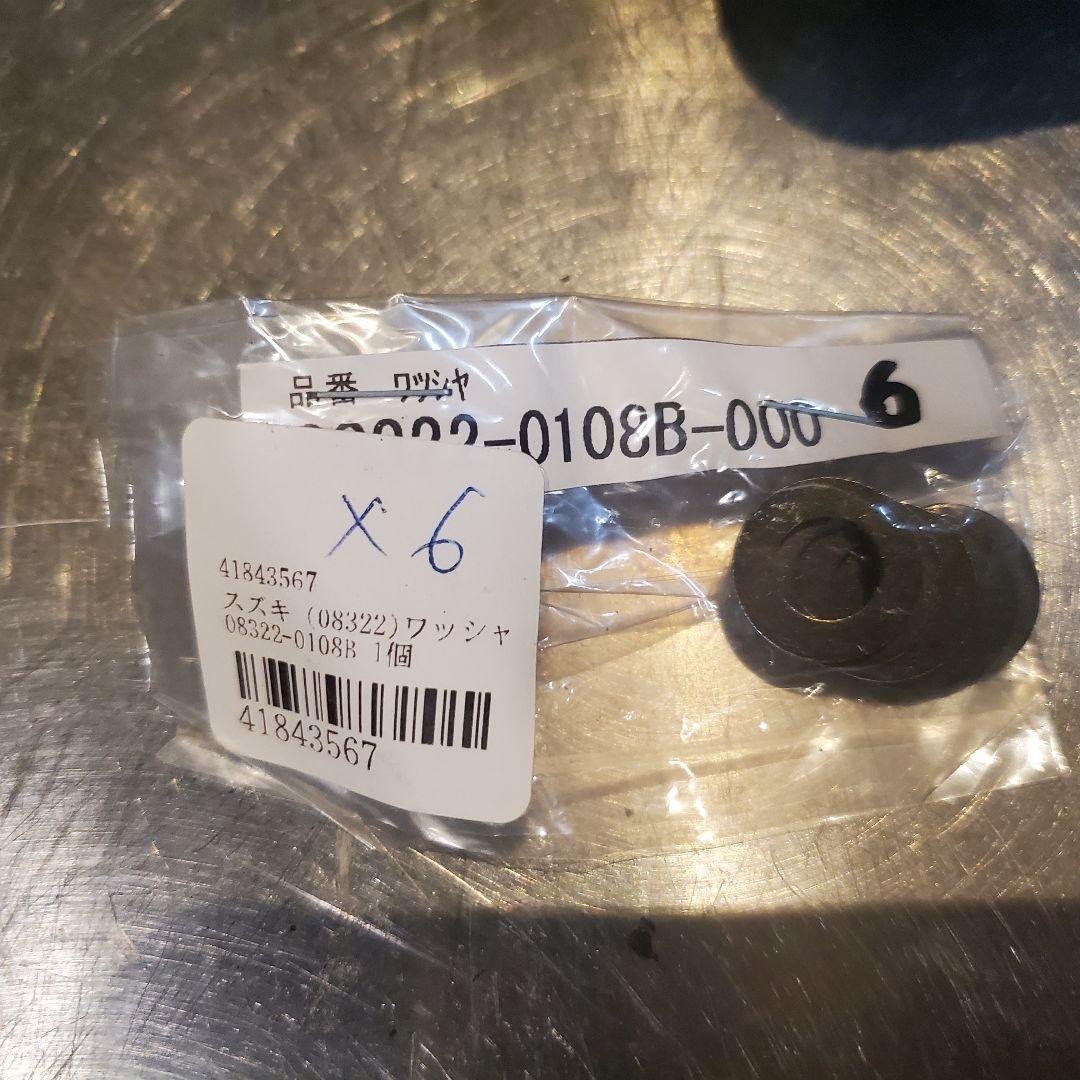 品番 ワッシャ
08322-0108B-000 6
× 6
41843567
スズキ (08322)ワッシャ
08322-0108B 1個
41843567